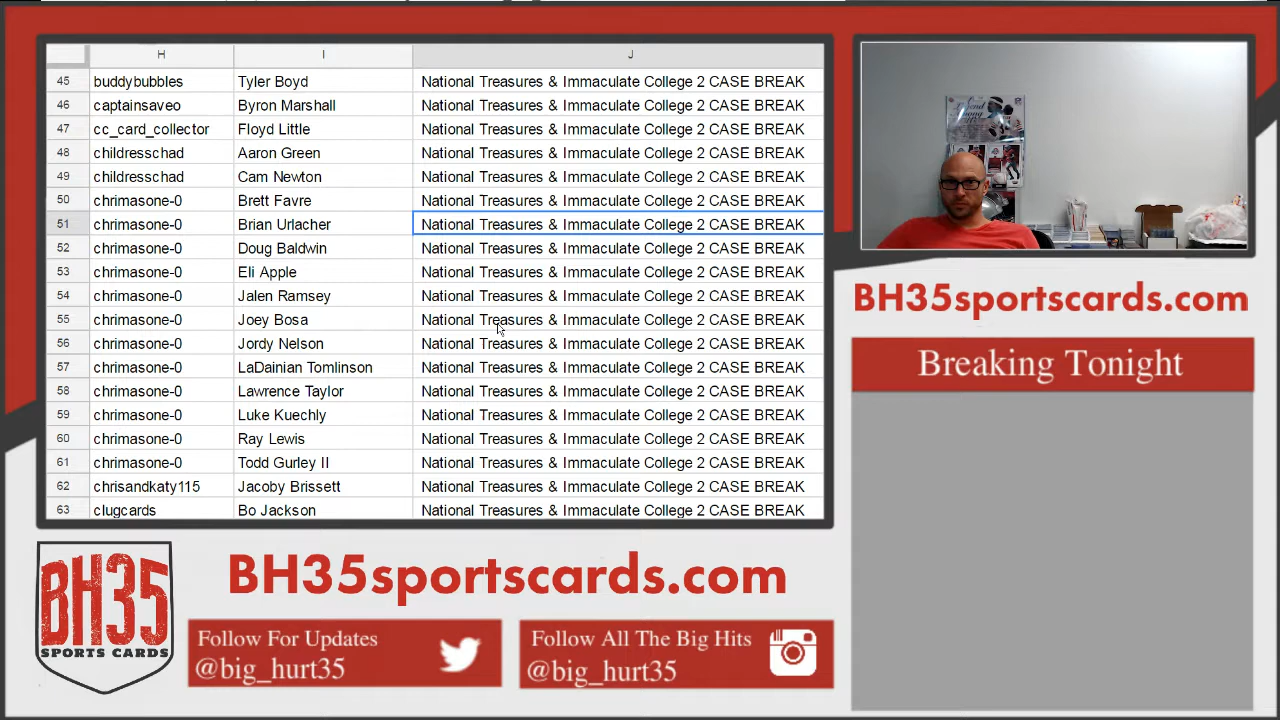 H I J
45 buddybubbles Tyler Boyd National Treasures & Immaculate College 2 CASE BREAK
46 captainsaveo Byron Marshall National Treasures & Immaculate College 2 CASE BREAK
47 cc_card_collector Floyd Little National Treasures & Immaculate College 2 CASE BREAK
48 childresschad Aaron Green National Treasures & Immaculate College 2 CASE BREAK
49 childresschad Cam Newton National Treasures & Immaculate College 2 CASE BREAK
50 chrimasone-0 Brett Favre National Treasures & Immaculate College 2 CASE BREAK
51 chrimasone-0 Brian Urlacher National Treasures & Immaculate College 2 CASE BREAK
52 chrimasone-0 Doug Baldwin National Treasures & Immaculate College 2 CASE BREAK
53 chrimasone-0 Eli Apple National Treasures & Immaculate College 2 CASE BREAK
54 chrimasone-0 Jalen Ramsey National Treasures & Immaculate College 2 CASE BREAK
55 chrimasone-0 Joey Bosa National Treasures & Immaculate College 2 CASE BREAK
56 chrimasone-0 Jordy Nelson National Treasures & Immaculate College 2 CASE BREAK
57 chrimasone-0 LaDainian Tomlinson National Treasures & Immaculate College 2 CASE BREAK
58 chrimasone-0 Lawrence Taylor National Treasures & Immaculate College 2 CASE BREAK
59 chrimasone-0 Luke Kuechly National Treasures & Immaculate College 2 CASE BREAK
60 chrimasone-0 Ray Lewis National Treasures & Immaculate College 2 CASE BREAK
61 chrimasone-0 Todd Gurley II National Treasures & Immaculate College 2 CASE BREAK
62 chrisandkaty115 Jacoby Brissett National Treasures & Immaculate College 2 CASE BREAK
63 clugcards Bo Jackson National Treasures & Immaculate College 2 CASE BREAK
BH35sportscards.com
Breaking Tonight
BH35
SPORTS CARDS
BH35sportscards.com
Follow For Updates
@big_hurt35
Follow All The Big Hits
@big_hurt35